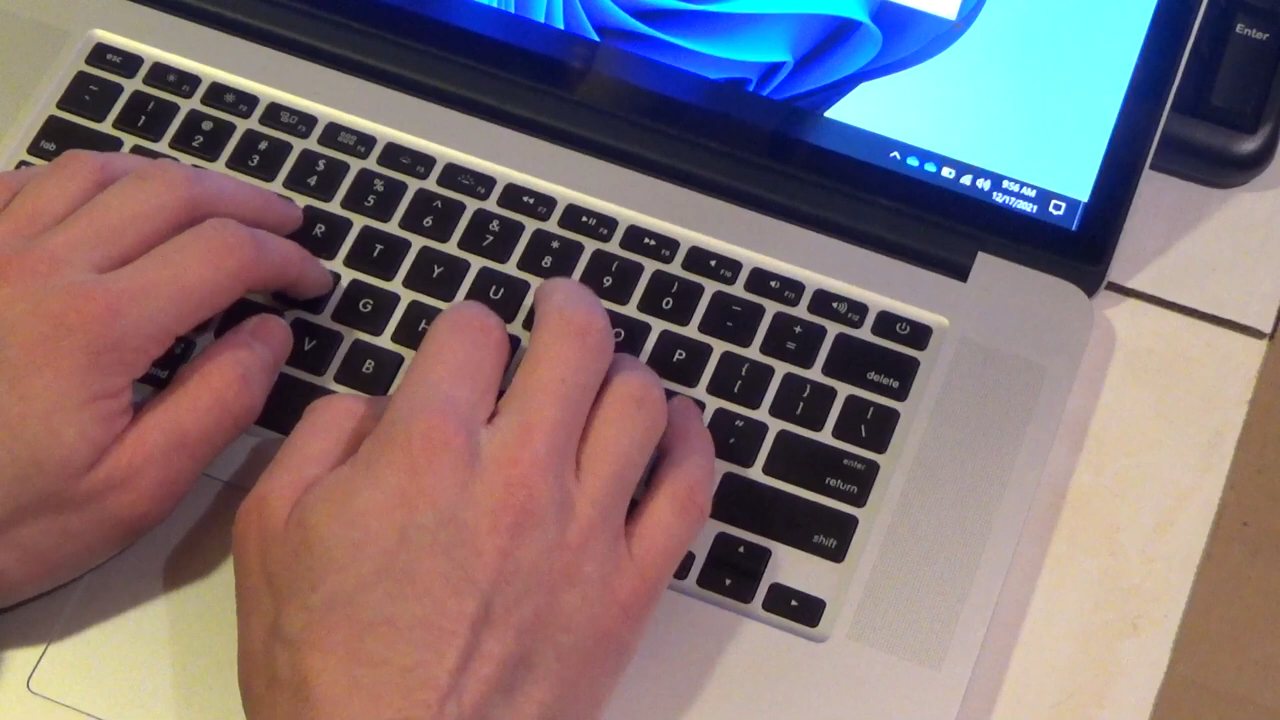 Enter
9:56 AM
12/17/2021
esc F1 F2 F3 F4 F5 F6 F7 F8 F9 F10 F11 F12
~ ! @ # $ % ^ & * ( ) _ +
` 1 2 3 4 5 6 7 8 9 0 - =
delete
tab R T Y U O P { [ } ] | \
G H " ' enter return
V B shift